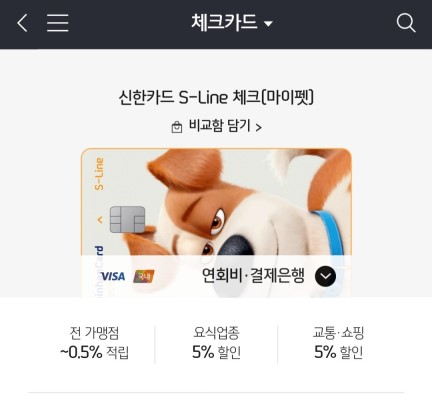 체크카드
신한카드 S-Line 체크(마이펫)
비교함 담기 >
S-Line
VISA 국내
연회비·결제은행
전 가맹점
~0.5% 적립
요식업종
5% 할인
교통·쇼핑
5% 할인